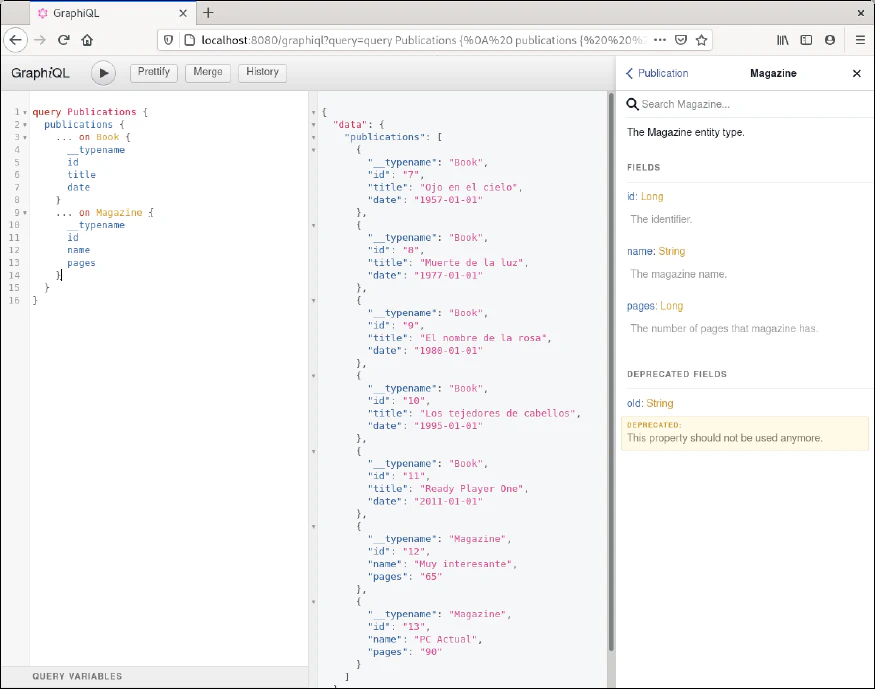 GraphiQL
localhost:8080/graphiql?query=query Publications {%0A%20 publications {%20%20%
GraphiQL
Prettify
Merge
History
1 query Publications {
2 publications {
3 ... on Book {
4 __typename
5 id
6 title
7 date
8 }
9 ... on Magazine {
10 __typename
11 id
12 name
13 pages
14 }
15 }
16 }
QUERY VARIABLES
{
"data": {
"publications": [
{
"__typename": "Book",
"id": "7",
"title": "Ojo en el cielo",
"date": "1957-01-01"
},
{
"__typename": "Book",
"id": "8",
"title": "Muerte de la luz",
"date": "1977-01-01"
},
{
"__typename": "Book",
"id": "9",
"title": "El nombre de la rosa",
"date": "1980-01-01"
},
{
"__typename": "Book",
"id": "10",
"title": "Los tejedores de cabellos",
"date": "1995-01-01"
},
{
"__typename": "Book",
"id": "11",
"title": "Ready Player One",
"date": "2011-01-01"
},
{
"__typename": "Magazine",
"id": "12",
"name": "Muy interesante",
"pages": "65"
},
{
"__typename": "Magazine",
"id": "13",
"name": "PC Actual",
"pages": "90"
}
]
Publication
Magazine
Search Magazine...
The Magazine entity type.
FIELDS
id: Long
The identifier.
name: String
The magazine name.
pages: Long
The number of pages that magazine has.
DEPRECATED FIELDS
old: String
DEPRECATED:
This property should not be used anymore.